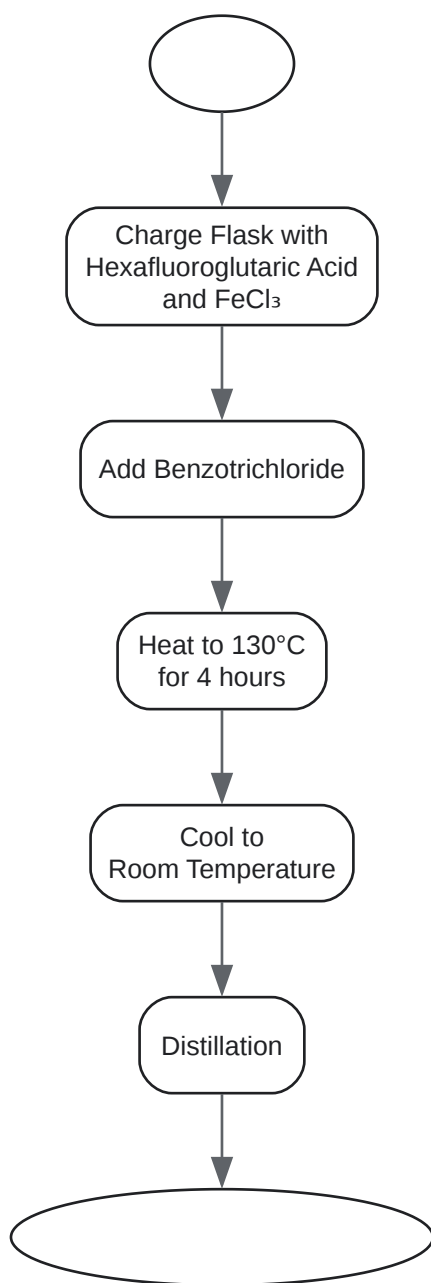 Charge Flask with
Hexafluoroglutaric Acid
and FeCl₃
Add Benzotrichloride
Heat to 130°C
for 4 hours
Cool to
Room Temperature
Distillation